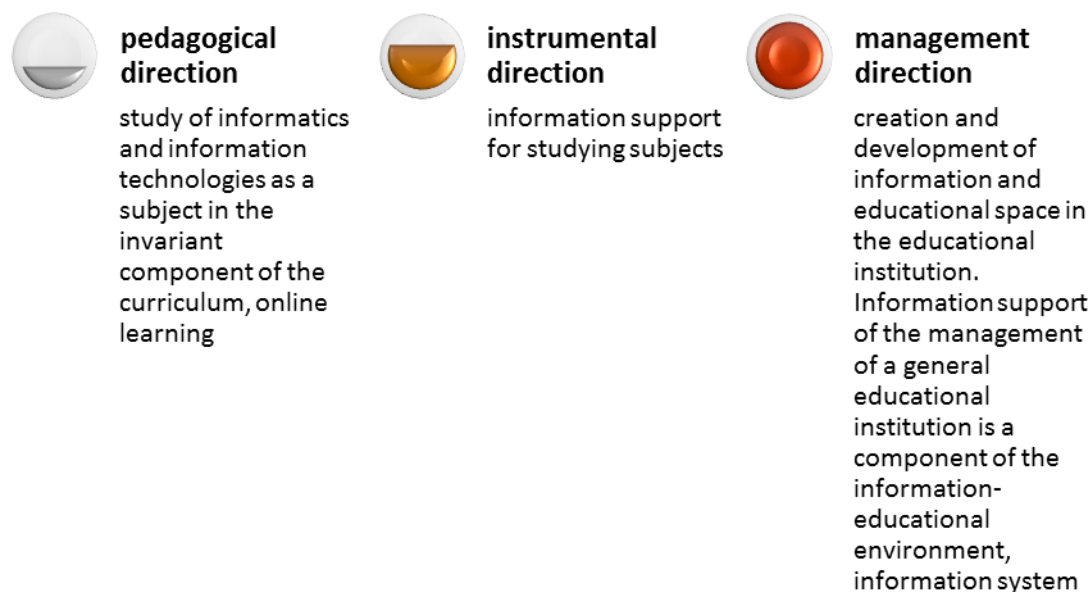 pedagogical
direction
study of informatics
and information
technologies as a
subject in the
invariant
component of the
curriculum, online
learning
instrumental
direction
information support
for studying subjects
management
direction
creation and
development of
information and
educational space in
the educational
institution.
Information support
of the management
of a general
educational
institution is a
component of the
information-
educational
environment,
information system